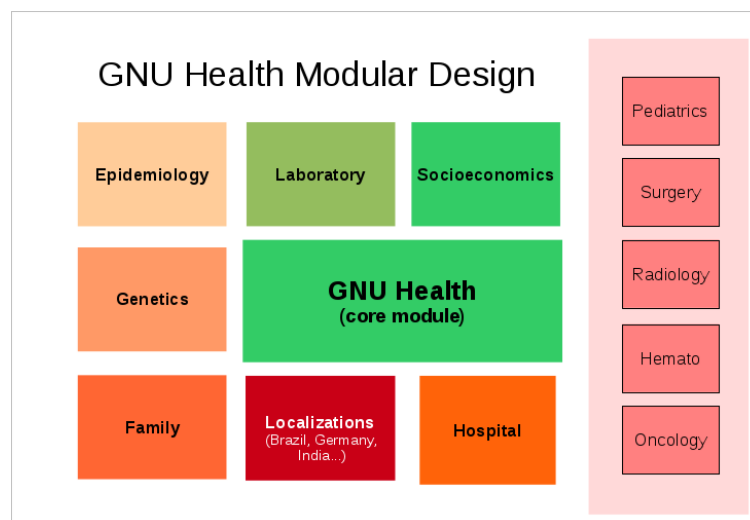 GNU Health Modular Design
Epidemiology
Laboratory
Socioeconomics
Genetics
GNU Health
(core module)
Family
Localizations
(Brazil, Germany,
India...)
Hospital
Pediatrics
Surgery
Radiology
Hemato
Oncology